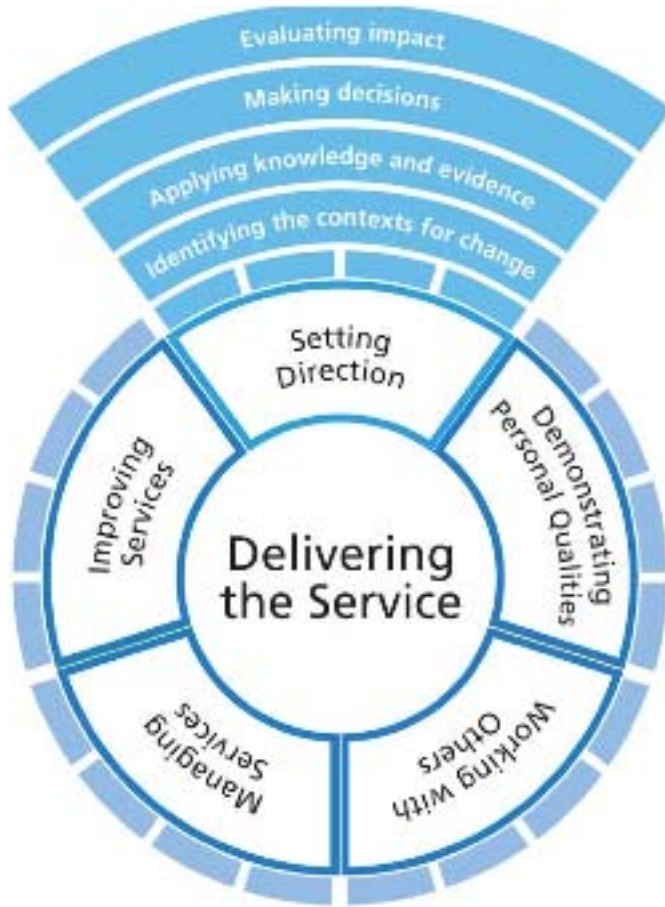 Evaluating impact
Making decisions
Applying knowledge and evidence
Identifying the contexts for change
Setting
Direction
Demonstrating
Personal Qualities
Improving
Services
Delivering
the Service
Working with
Others
Managing
Services